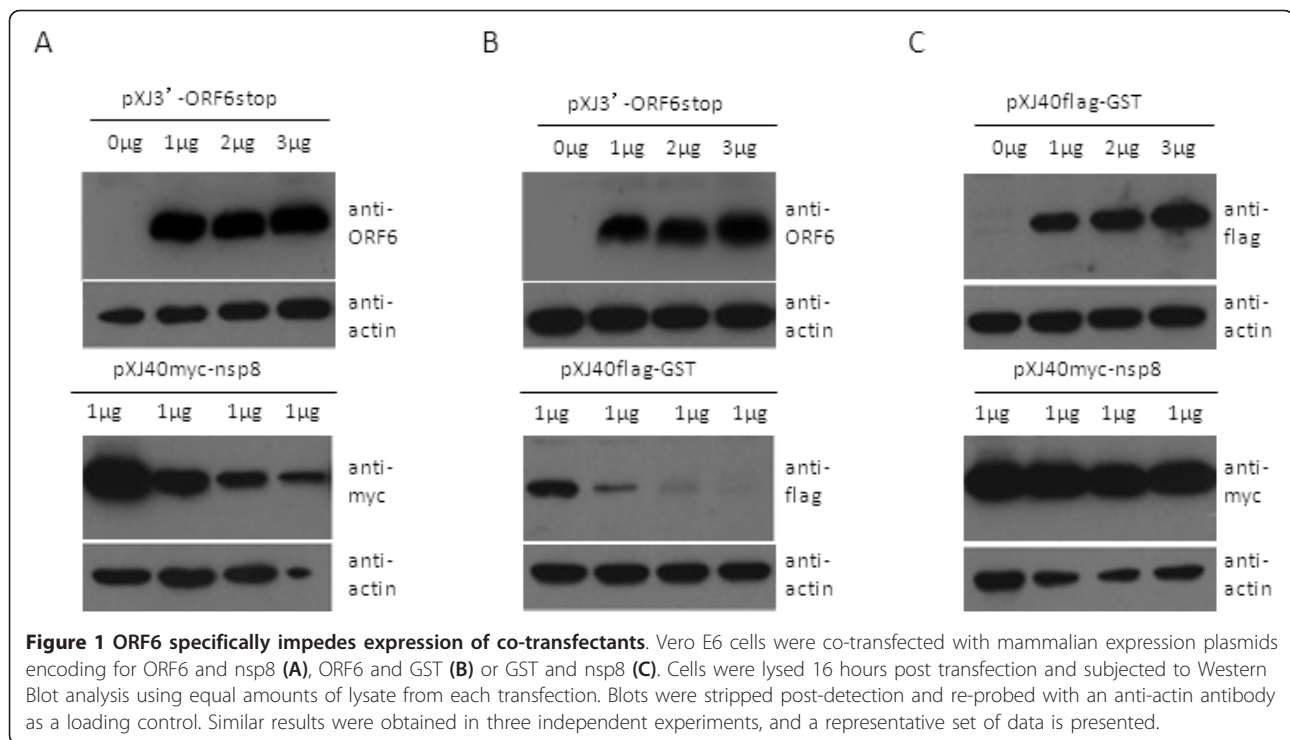 A
pXJ3’-ORF6stop
0µg 1µg 2µg 3µg
anti-
ORF6
anti-
actin
pXJ40myc-nsp8
1µg 1µg 1µg 1µg
anti-
myc
anti-
actin
B
pXJ3’-ORF6stop
0µg 1µg 2µg 3µg
anti-
ORF6
anti-
actin
pXJ40flag-GST
1µg 1µg 1µg 1µg
anti-
flag
anti-
actin
C
pXJ40flag-GST
0µg 1µg 2µg 3µg
anti-
flag
anti-
actin
pXJ40myc-nsp8
1µg 1µg 1µg 1µg
anti-
myc
anti-
actin
Figure 1 ORF6 specifically impedes expression of co-transfectants. Vero E6 cells were co-transfected with mammalian expression plasmids
encoding for ORF6 and nsp8 (A), ORF6 and GST (B) or GST and nsp8 (C). Cells were lysed 16 hours post transfection and subjected to Western
Blot analysis using equal amounts of lysate from each transfection. Blots were stripped post-detection and re-probed with an anti-actin antibody
as a loading control. Similar results were obtained in three independent experiments, and a representative set of data is presented.